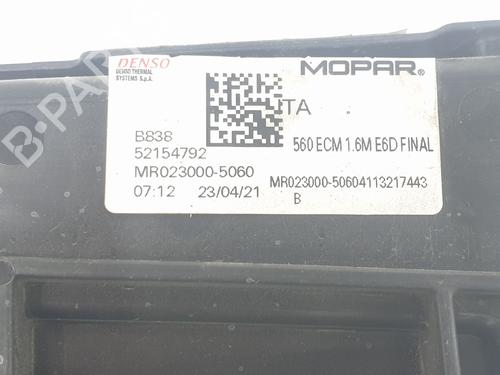 DENSO
DENSO THERMAL
SYSTEMS S.p.A.
MOPAR®
ITA
B838
52154792
560 ECM 1.6M E6D FINAL
MR023000-5060
MR023000-50604113217443
07:12 23/04/21
B
B-PARTS